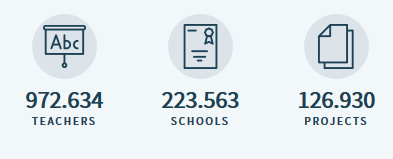 Abc
972.634 223.563 126.930
TEACHERS SCHOOLS PROJECTS